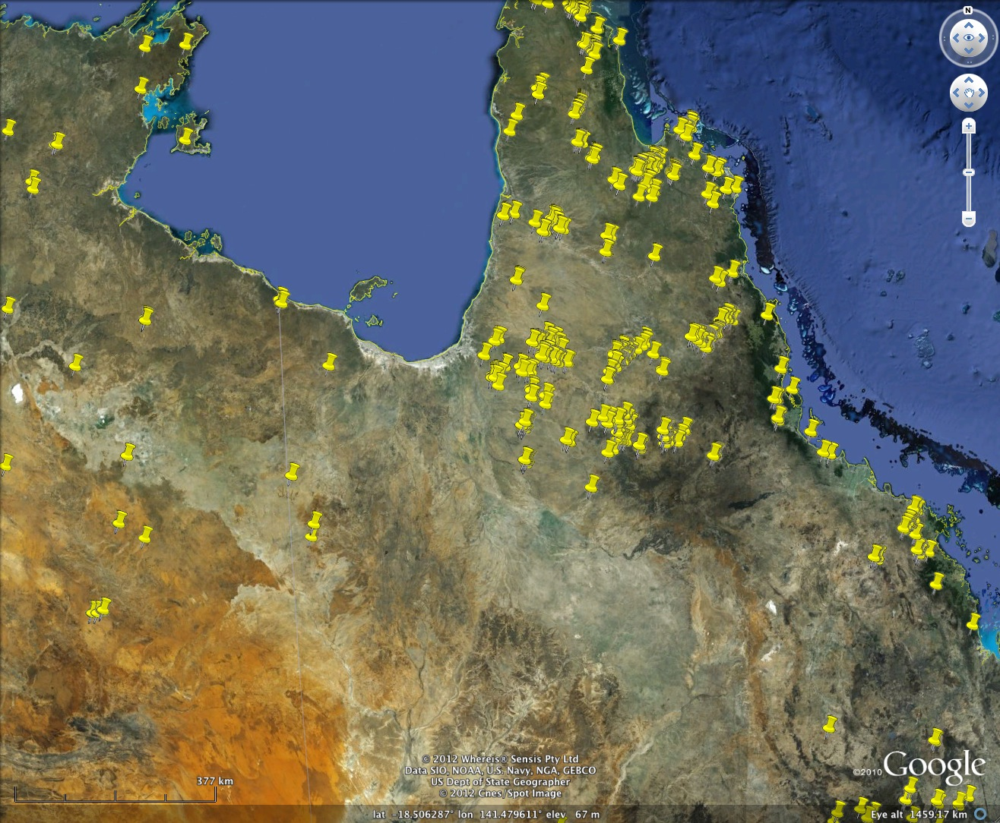 N
377 km
© 2012 Whereis® Sensis Pty Ltd
Data SIO, NOAA, U.S. Navy, NGA, GEBCO
US Dept of State Geographer
© 2012 Cnes/Spot Image
©2010 Google
lat -18.506287° lon 141.479611° elev 67 m
Eye alt 1459.17 km